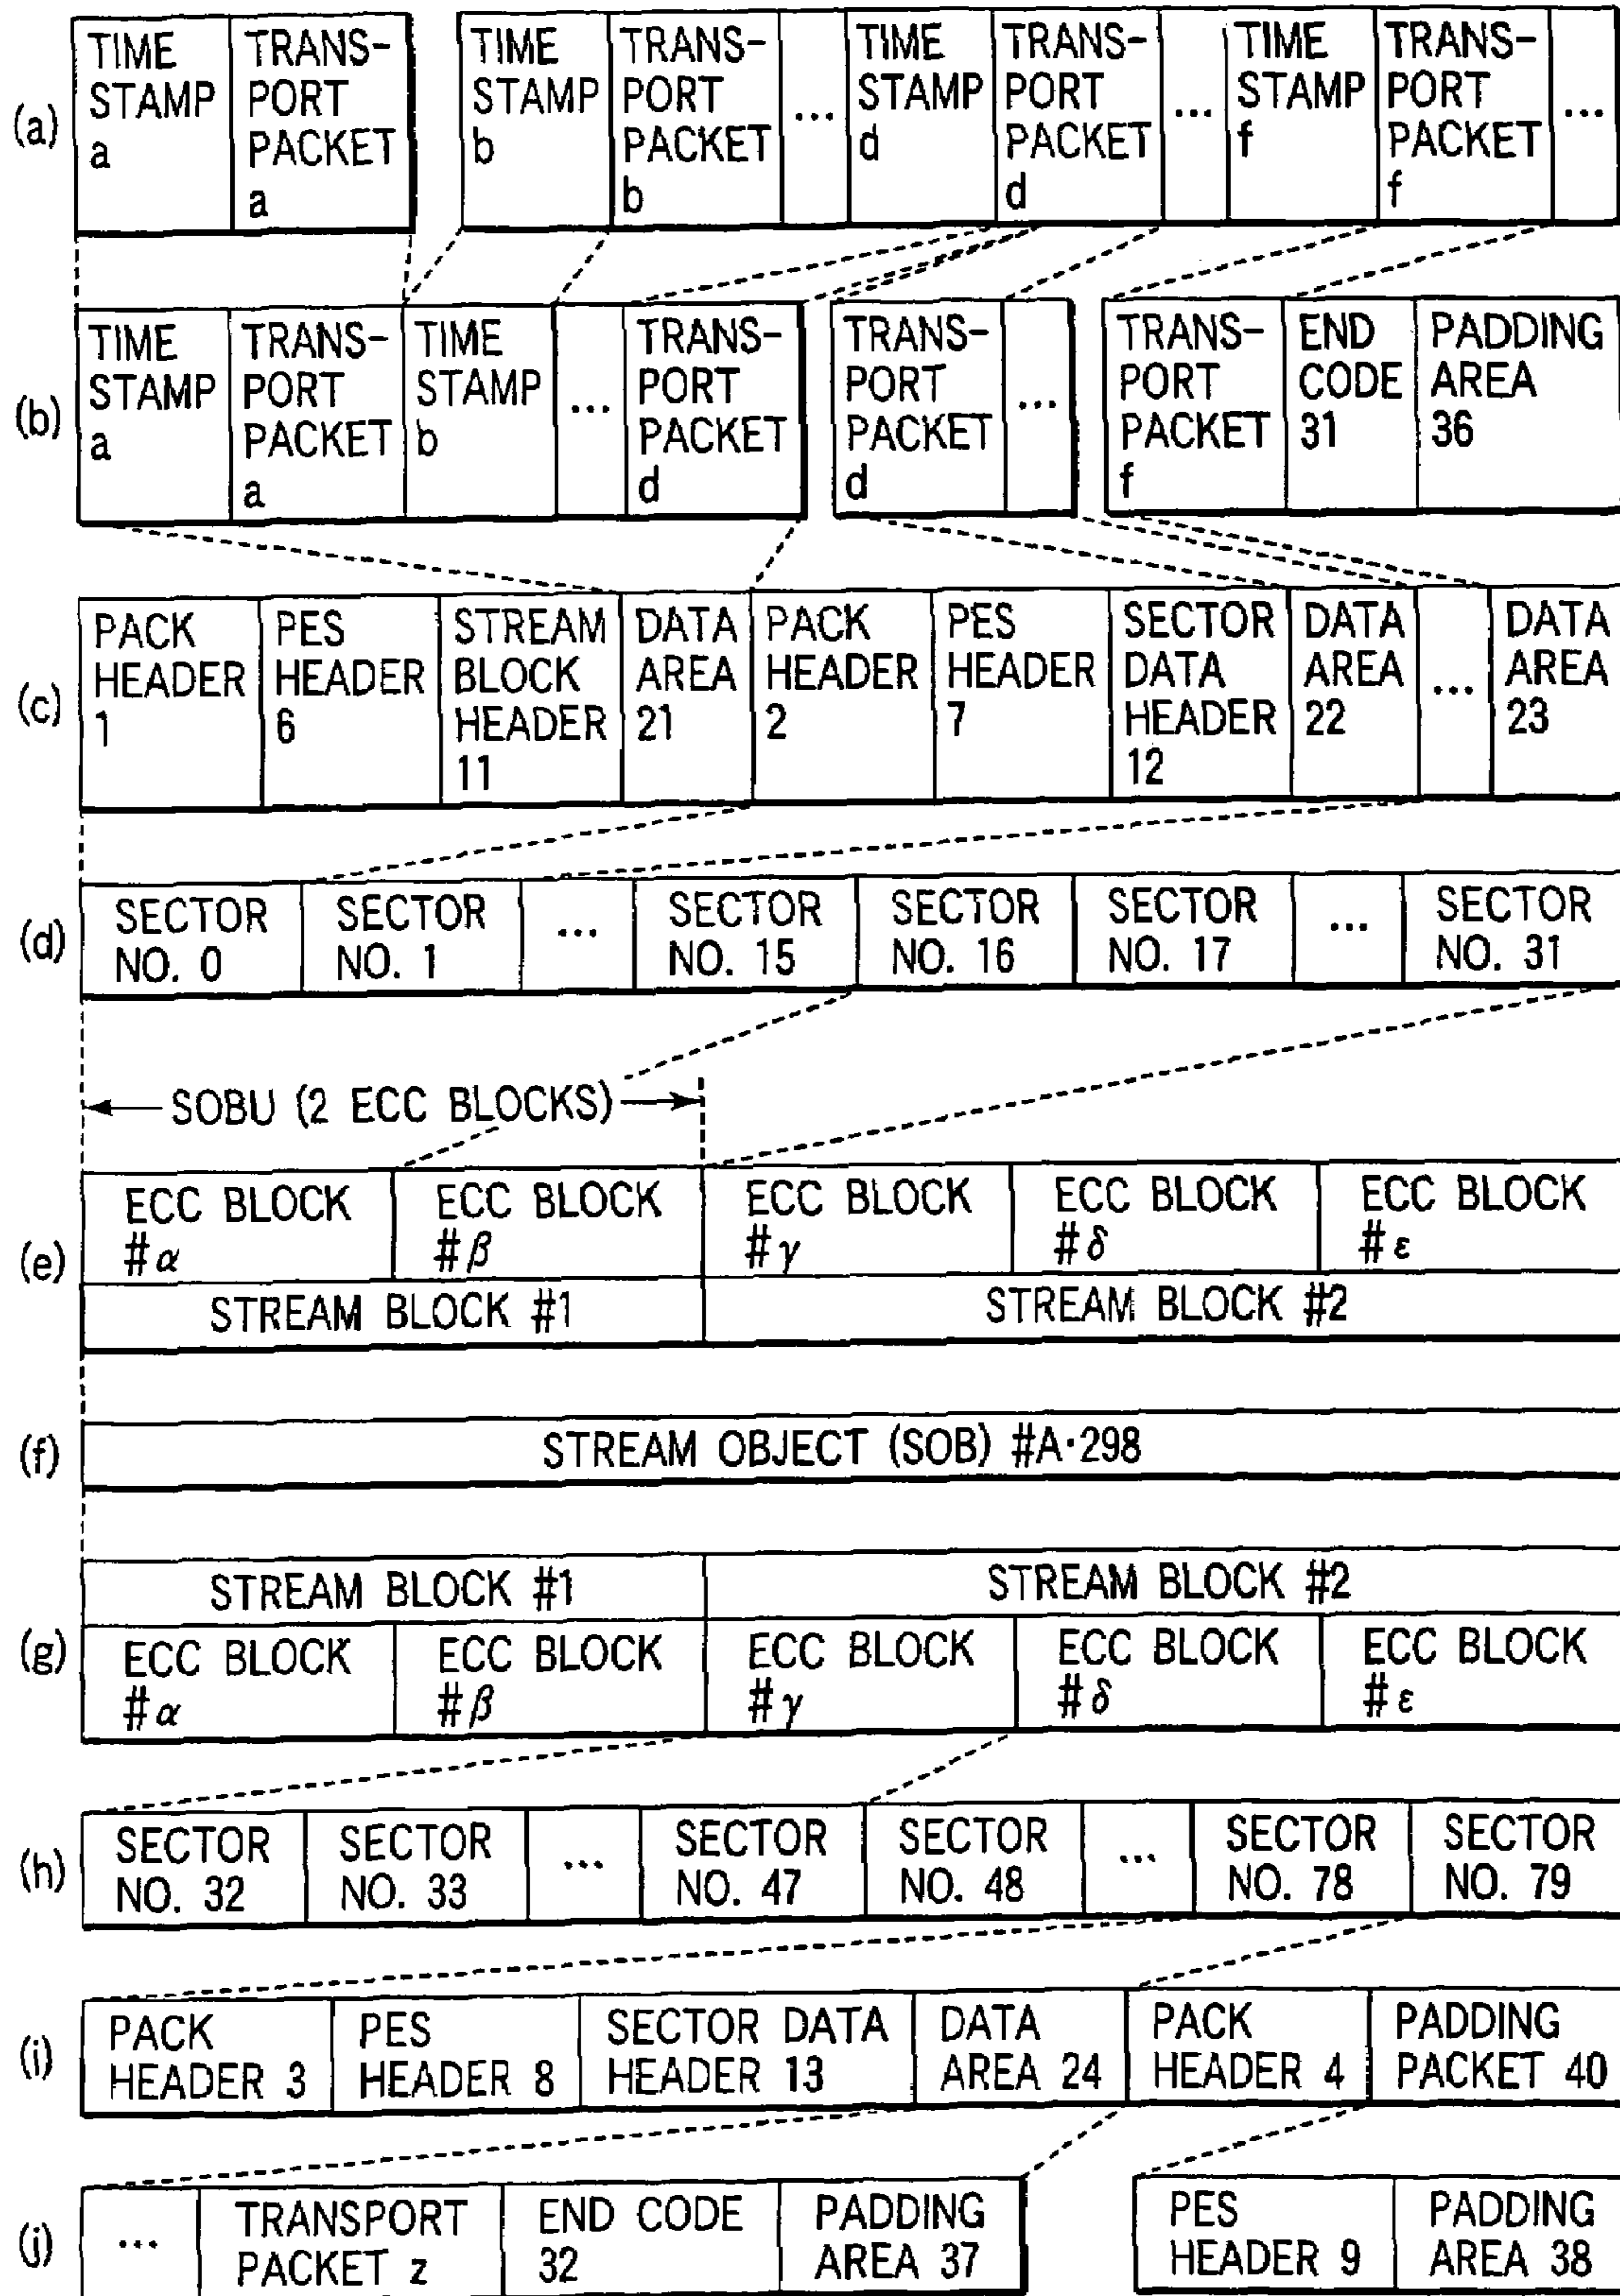 (a) TIME STAMP a TRANS- PORT PACKET a TIME STAMP b TRANS- PORT PACKET b ... TIME STAMP d TRANS- PORT PACKET d ... TIME STAMP f TRANS- PORT PACKET f ...
(b) TIME STAMP a TRANS- PORT PACKET a TIME STAMP b ... TRANS- PORT PACKET d TRANS- PORT PACKET d ... TRANS- PORT PACKET f END CODE 31 PADDING AREA 36
(c) PACK HEADER 1 PES HEADER 6 STREAM BLOCK HEADER 11 DATA AREA 21 PACK HEADER 2 PES HEADER 7 SECTOR DATA HEADER 12 DATA AREA 22 ... DATA AREA 23
(d) SECTOR NO. 0 SECTOR NO. 1 ... SECTOR NO. 15 SECTOR NO. 16 SECTOR NO. 17 ... SECTOR NO. 31
SOBU (2 ECC BLOCKS)
(e) ECC BLOCK #α ECC BLOCK #β ECC BLOCK #γ ECC BLOCK #δ ECC BLOCK #ε
STREAM BLOCK #1 STREAM BLOCK #2
(f) STREAM OBJECT (SOB) #A·298
STREAM BLOCK #1 STREAM BLOCK #2
(g) ECC BLOCK #α ECC BLOCK #β ECC BLOCK #γ ECC BLOCK #δ ECC BLOCK #ε
(h) SECTOR NO. 32 SECTOR NO. 33 ... SECTOR NO. 47 SECTOR NO. 48 ... SECTOR NO. 78 SECTOR NO. 79
(i) PACK HEADER 3 PES HEADER 8 SECTOR DATA HEADER 13 DATA AREA 24 PACK HEADER 4 PADDING PACKET 40
(j) ... TRANSPORT PACKET z END CODE 32 PADDING AREA 37 PES HEADER 9 PADDING AREA 38